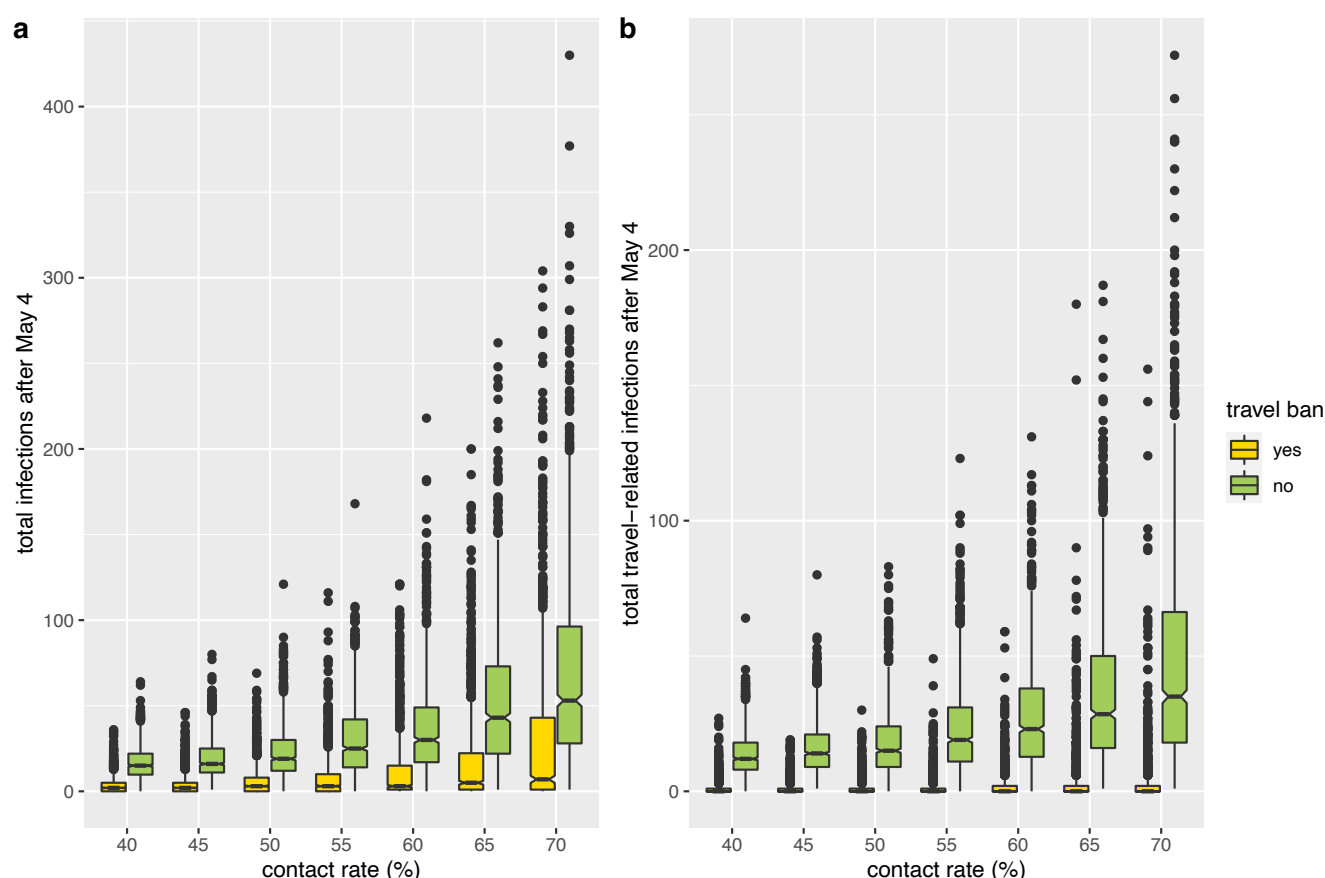 a
total infections after May 4
400
300
200
100
0
40 45 50 55 60 65 70
contact rate (%)
b
total travel−related infections after May 4
200
100
0
40 45 50 55 60 65 70
contact rate (%)
travel ban
yes
no